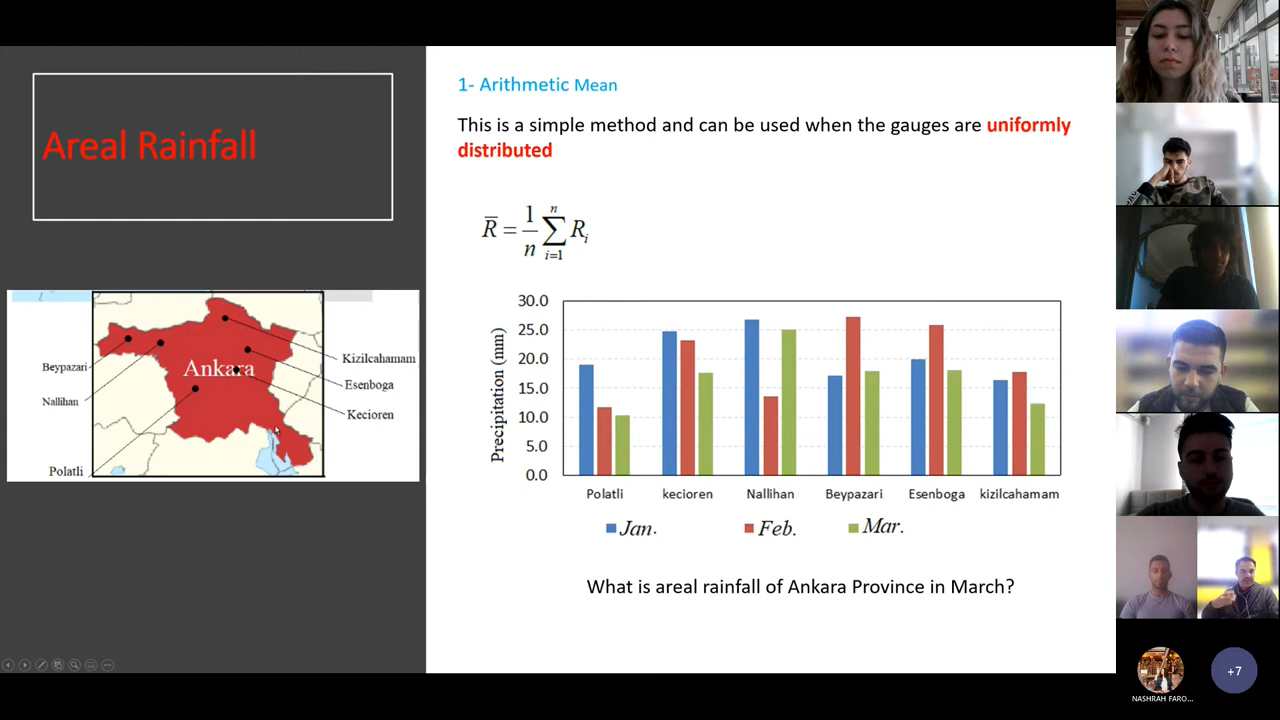 Areal Rainfall
Beypazari
Nallihan
Polatli
Ankara
Kizilcahamam
Esenboga
Kecioren
1- Arithmetic Mean
This is a simple method and can be used when the gauges are uniformly
distributed
R̅ = 1/n ∑ᵢ₌₁ⁿ Rᵢ
Precipitation (mm)
30.0
25.0
20.0
15.0
10.0
5.0
0.0
Polatli kecioren Nallihan Beypazari Esenboga kizilcahamam
Jan. Feb. Mar.
What is areal rainfall of Ankara Province in March?
NASHRAH FARO...
+7